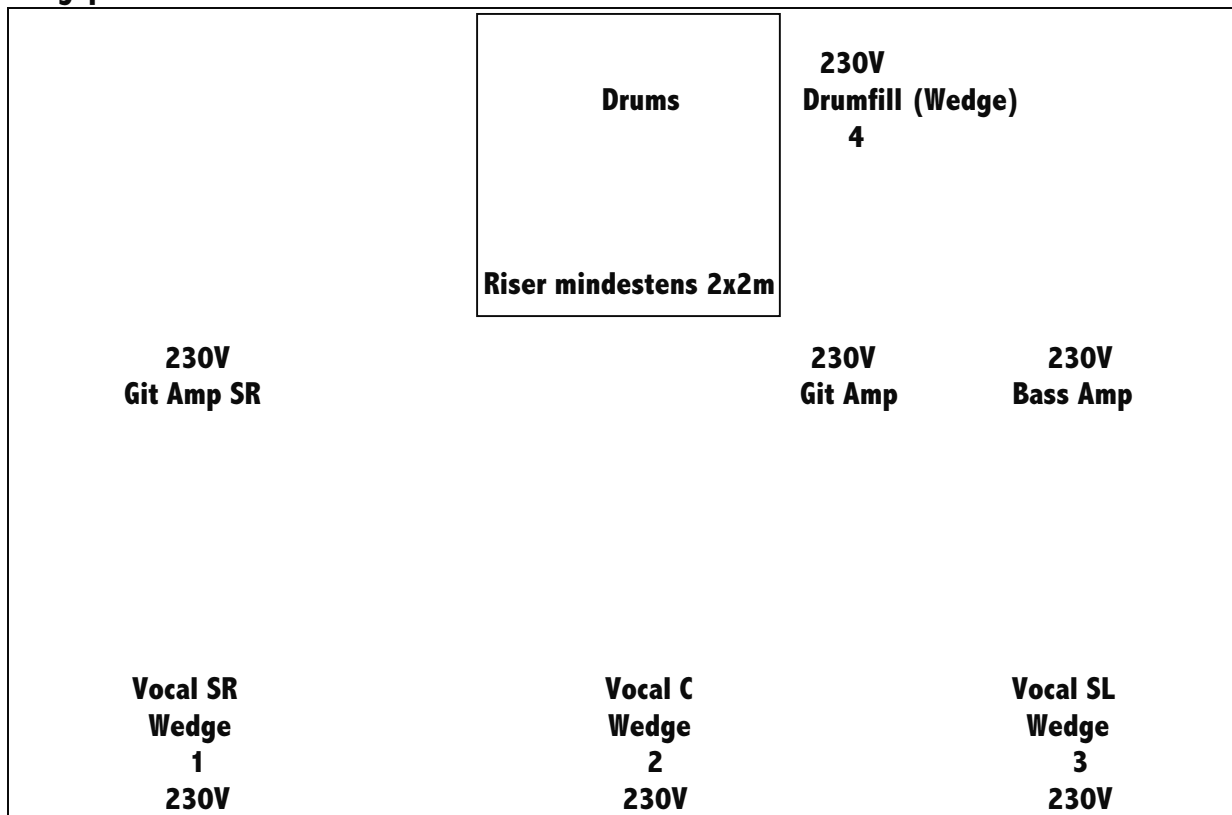 230V
Drums Drumfill (Wedge)
4
Riser mindestens 2x2m
230V 230V 230V
Git Amp SR Git Amp Bass Amp
Vocal SR Vocal C Vocal SL
Wedge Wedge Wedge
1 2 3
230V 230V 230V